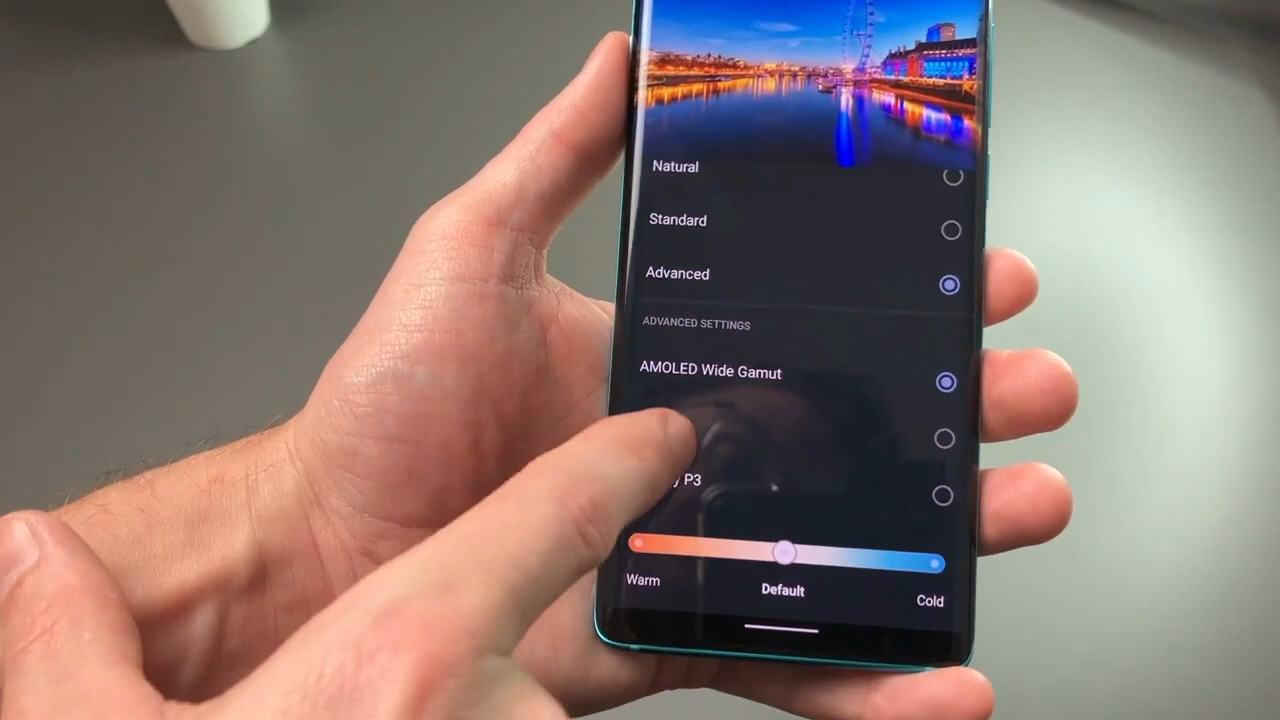 Natural
Standard
Advanced
ADVANCED SETTINGS
AMOLED Wide Gamut
P3
Warm
Default
Cold